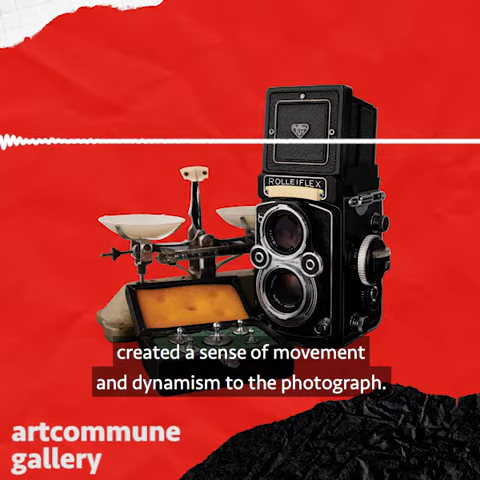 ROLLEIFLEX
created a sense of movement
and dynamism to the photograph.
artcommune
gallery